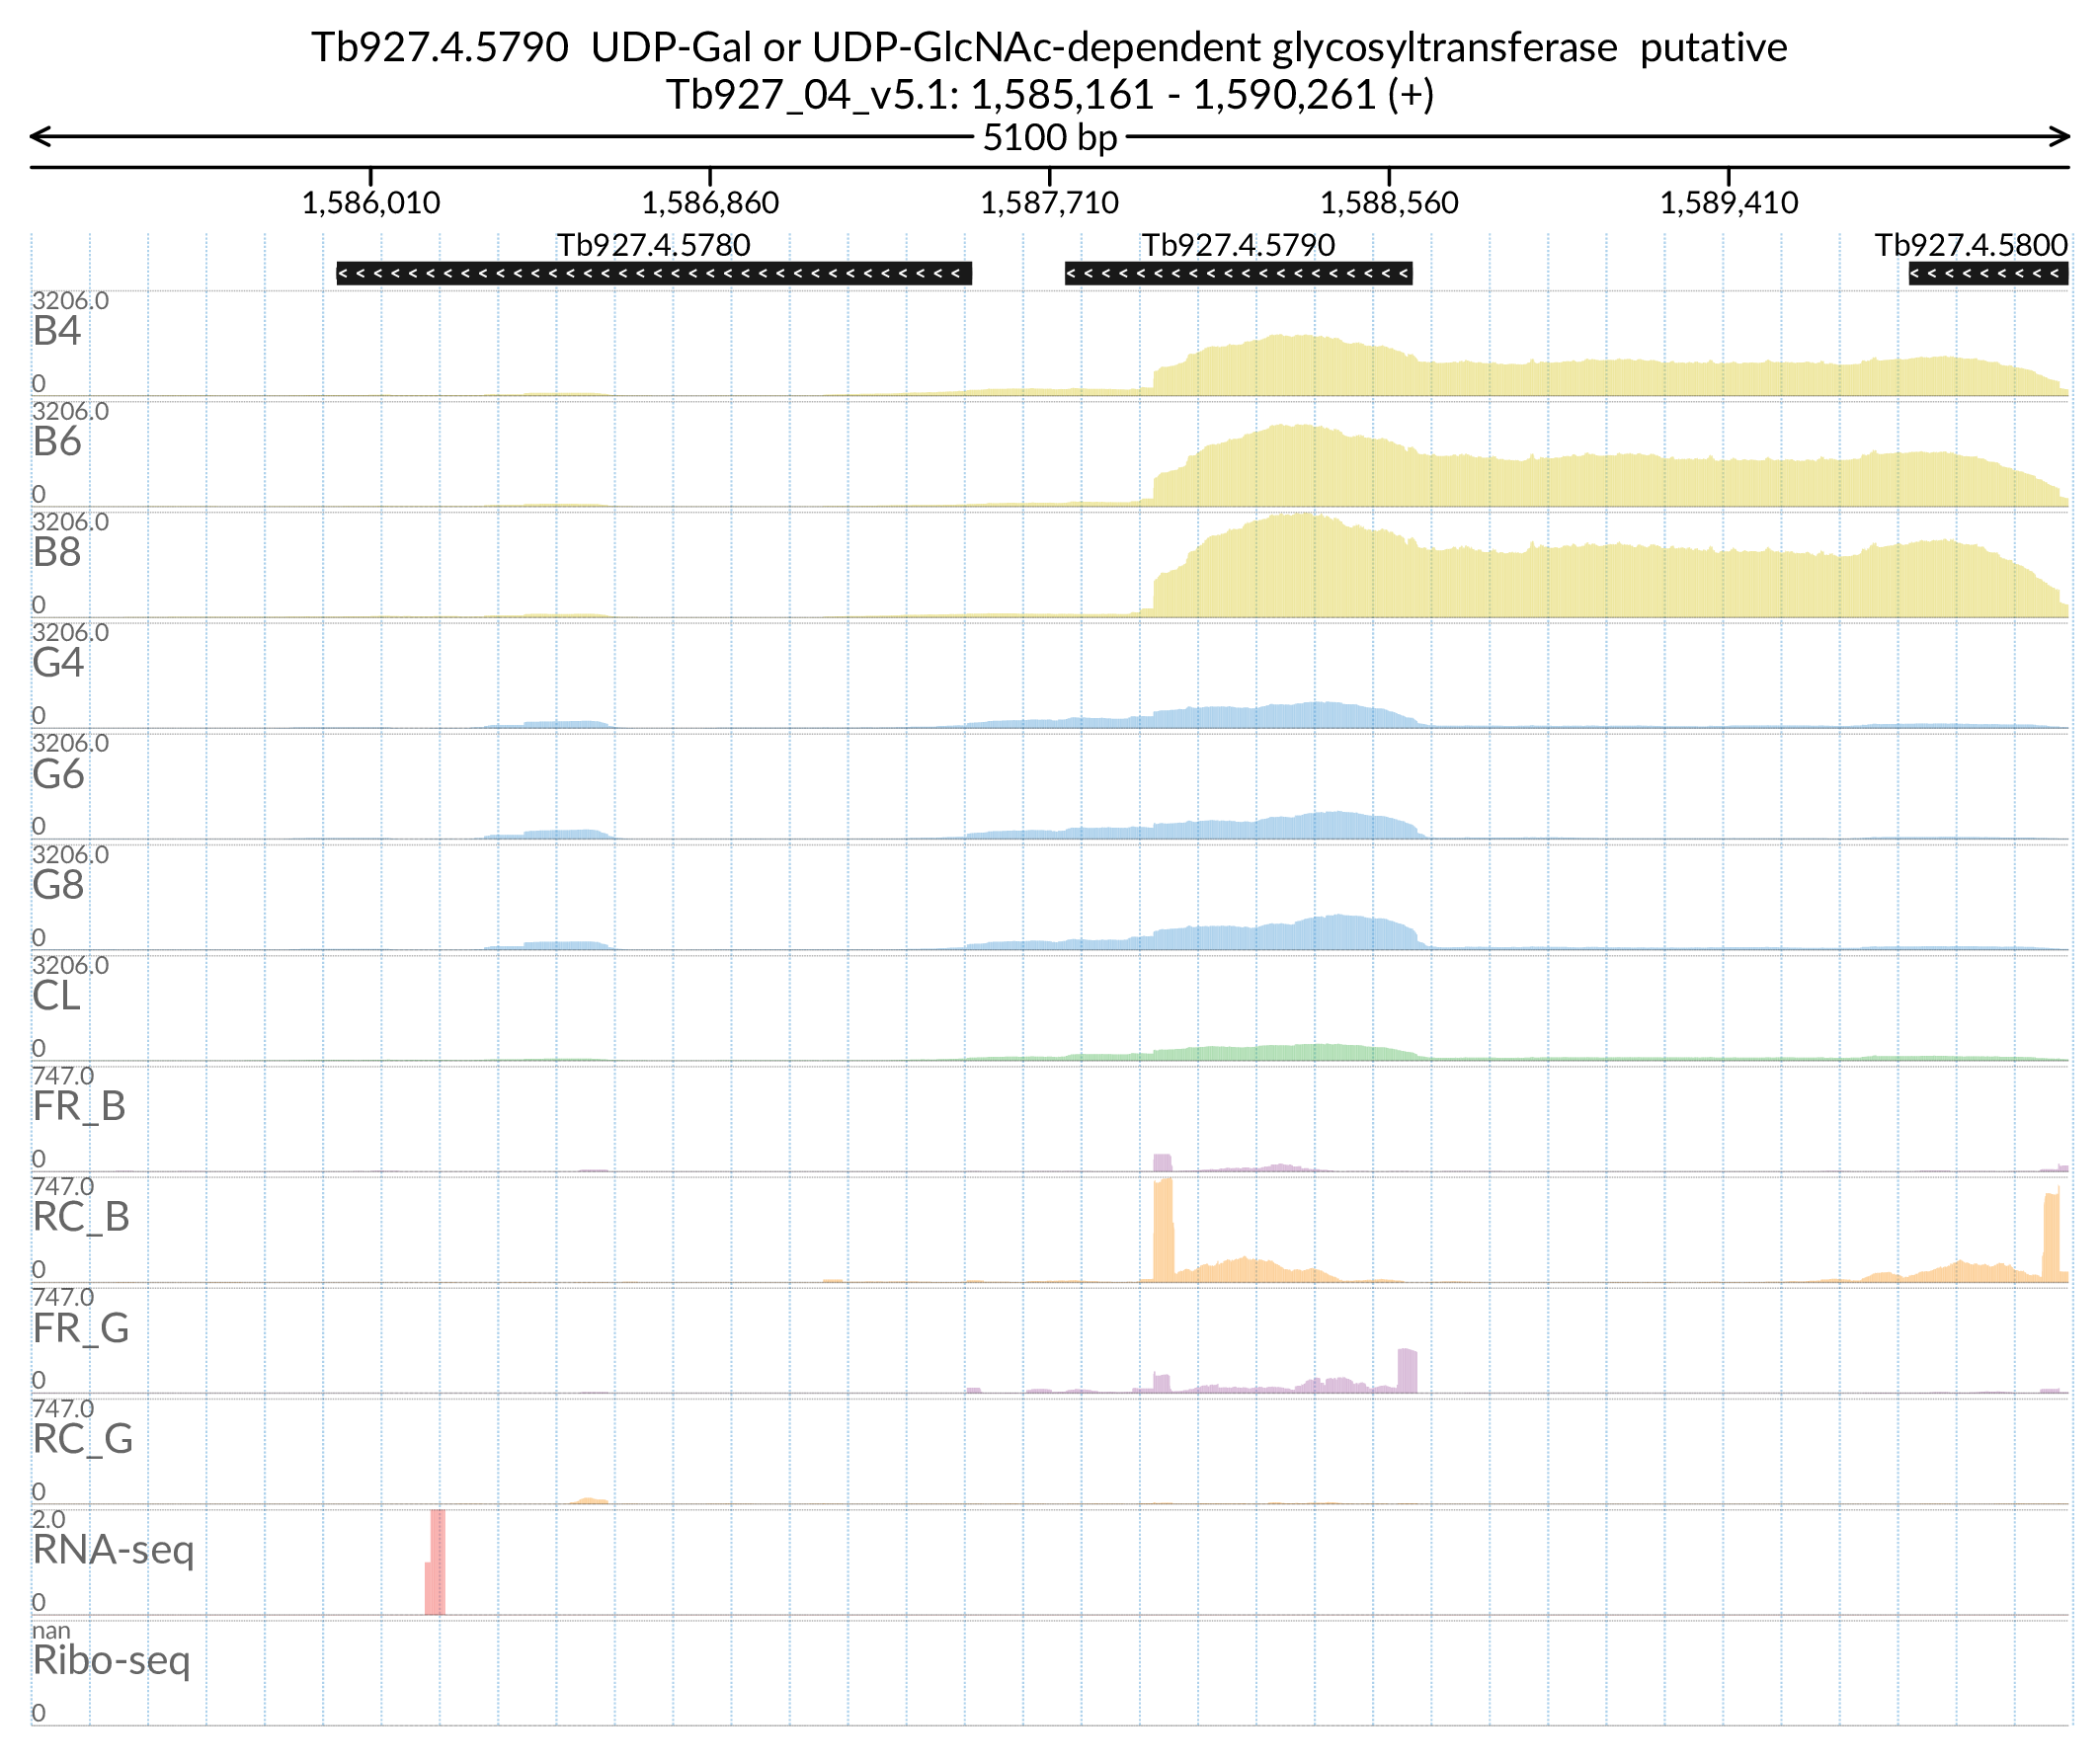 Tb927.4.5790  UDP-Gal or UDP-GlcNAc-dependent glycosyltransferase  putative
Tb927_04_v5.1: 1,585,161 - 1,590,261 (+)
5100 bp
1,586,010 1,586,860 1,587,710 1,588,560 1,589,410
Tb927.4.5780 Tb927.4.5790 Tb927.4.5800
3206.0
B4
0
3206.0
B6
0
3206.0
B8
0
3206.0
G4
0
3206.0
G6
0
3206.0
G8
0
3206.0
CL
0
747.0
FR_B
0
747.0
RC_B
0
747.0
FR_G
0
747.0
RC_G
0
2.0
RNA-seq
0
nan
Ribo-seq
0